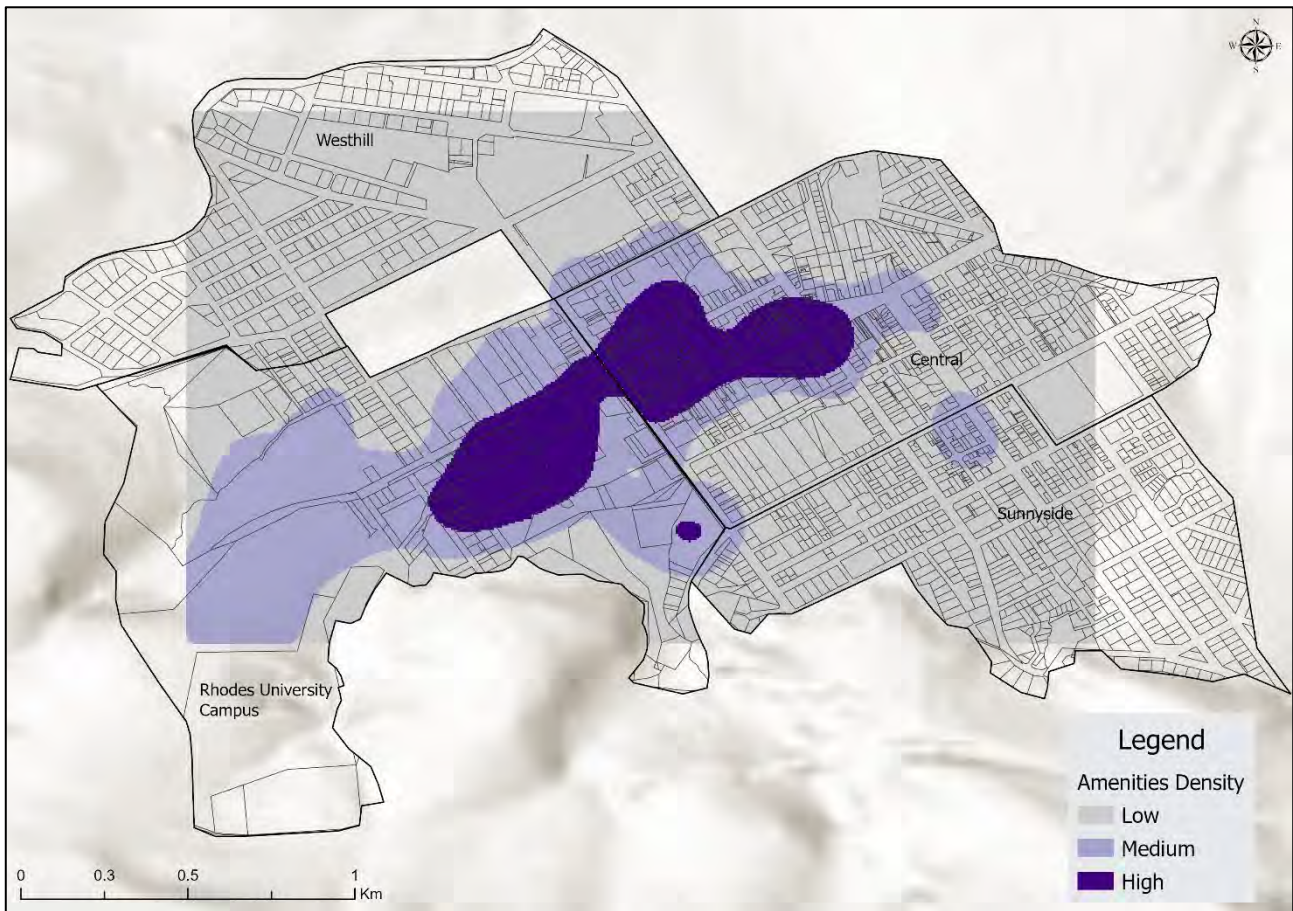 N
W E
S
Westhill
Central
Sunnyside
Rhodes University
Campus
Legend
Amenities Density
Low
Medium
High
0 0.3 0.5 1
Km